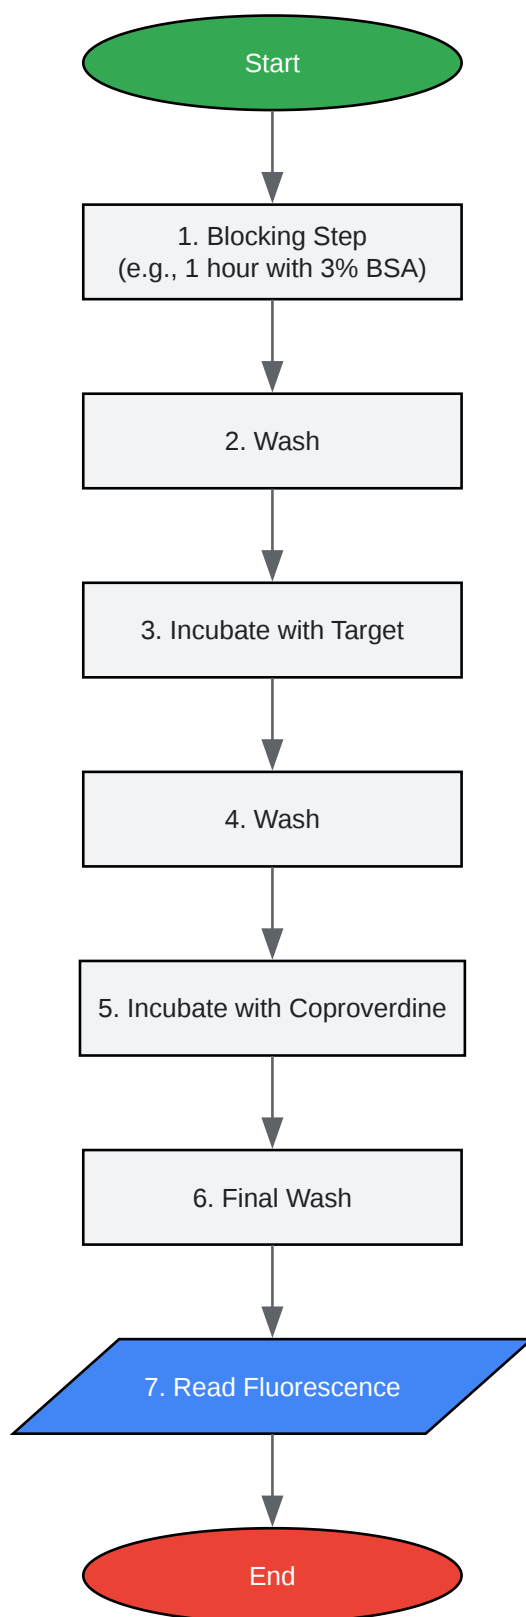 Start
1. Blocking Step
(e.g., 1 hour with 3% BSA)
2. Wash
3. Incubate with Target
4. Wash
5. Incubate with Coproverdine
6. Final Wash
7. Read Fluorescence
End